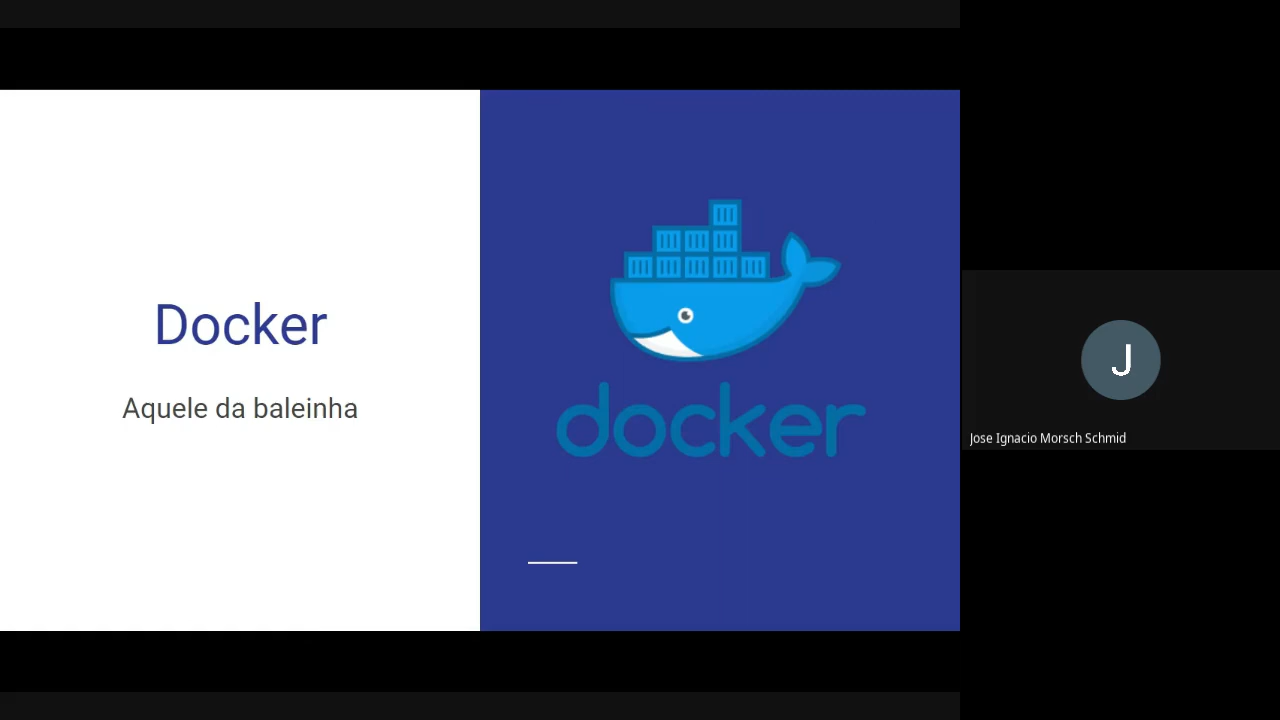 Docker
Aquele da baleinha
docker
J
Jose Ignacio Morsch Schmid